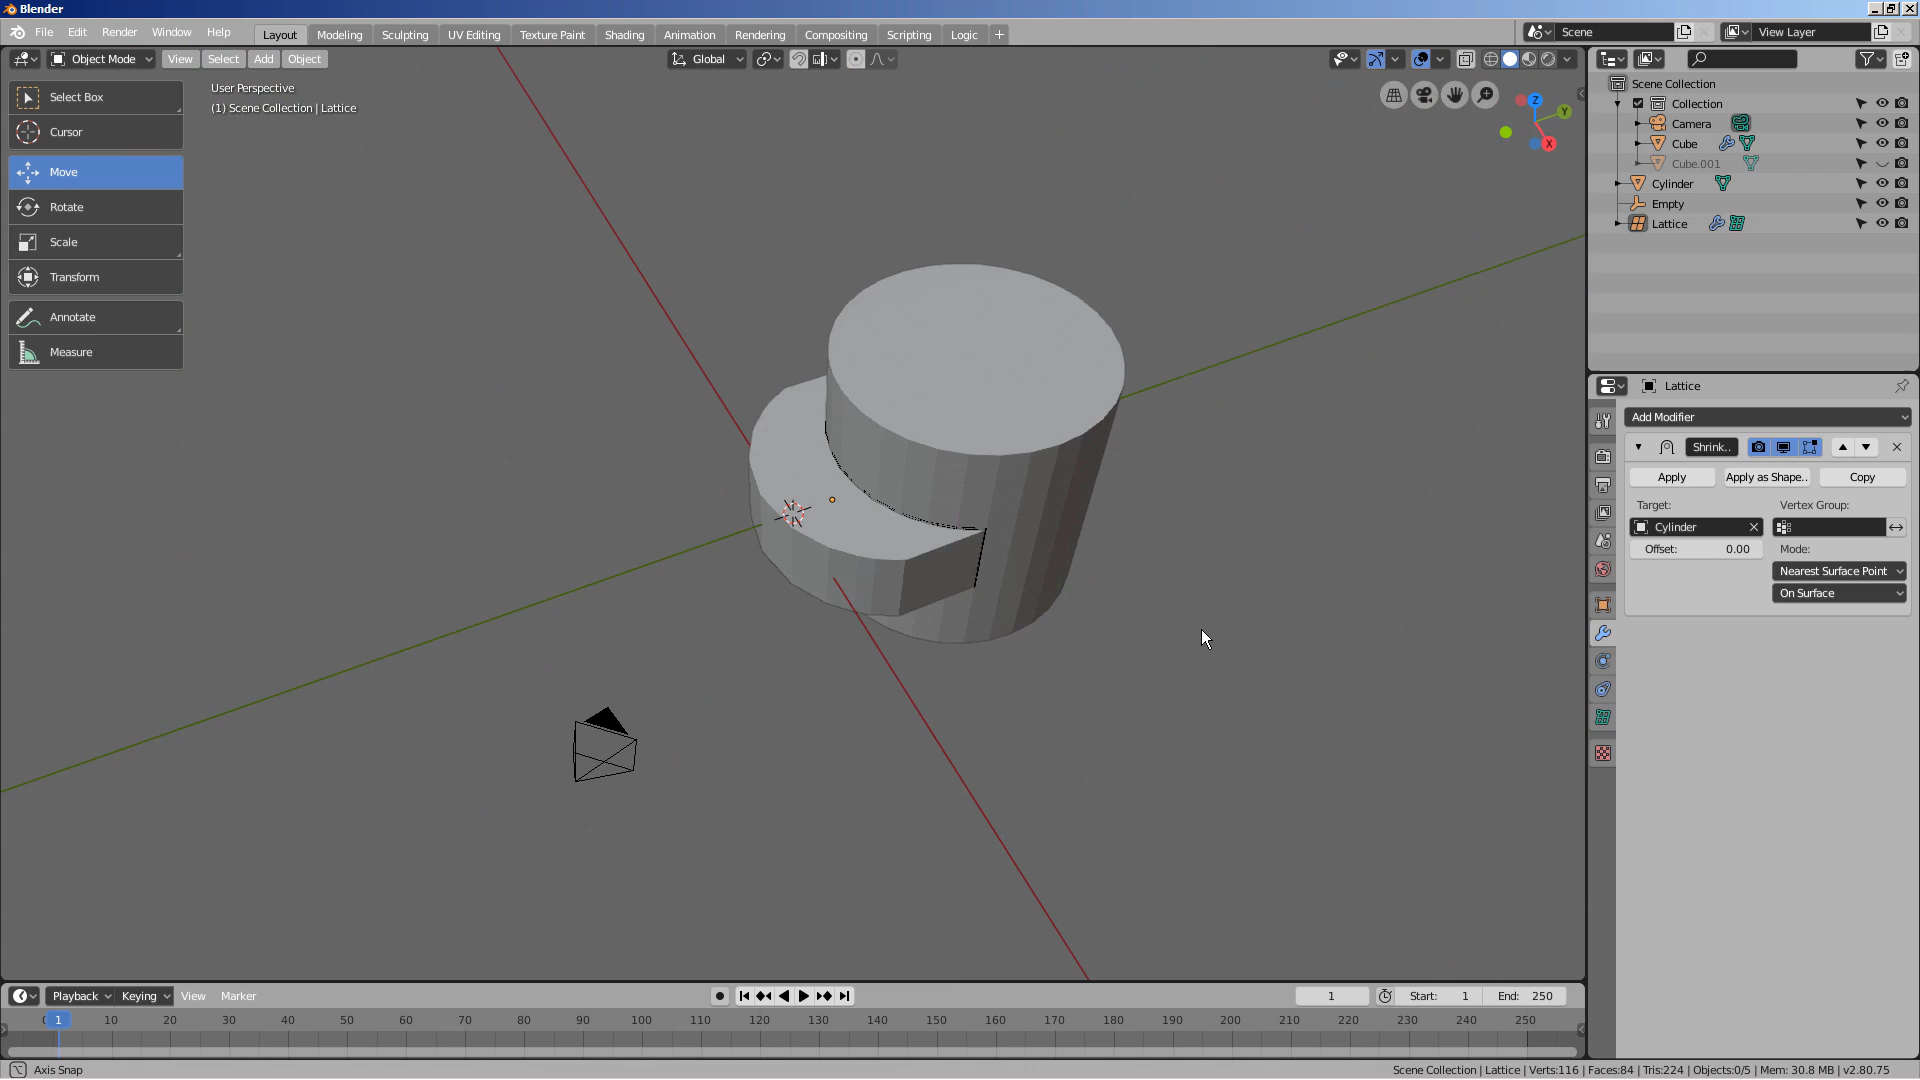 Blender
File Edit Render Window Help Layout Modeling Sculpting UV Editing Texture Paint Shading Animation Rendering Compositing Scripting Logic + Scene View Layer
Object Mode View Select Add Object Global
User Perspective
(1) Scene Collection | Lattice
Select Box
Cursor
Move
Rotate
Scale
Transform
Annotate
Measure
Z
Y
X
Scene Collection
Collection
Camera
Cube
Cube.001
Cylinder
Empty
Lattice
Lattice
Add Modifier
Shrink..
Apply Apply as Shape.. Copy
Target: Vertex Group:
Cylinder
Offset: 0.00 Mode:
Nearest Surface Point
On Surface
Playback Keying View Marker 1 Start: 1 End: 250
1 10 20 30 40 50 60 70 80 90 100 110 120 130 140 150 160 170 180 190 200 210 220 230 240 250
Axis Snap
Scene Collection | Lattice | Verts:116 | Faces:84 | Tris:224 | Objects:0/5 | Mem: 30.8 MB | v2.80.75